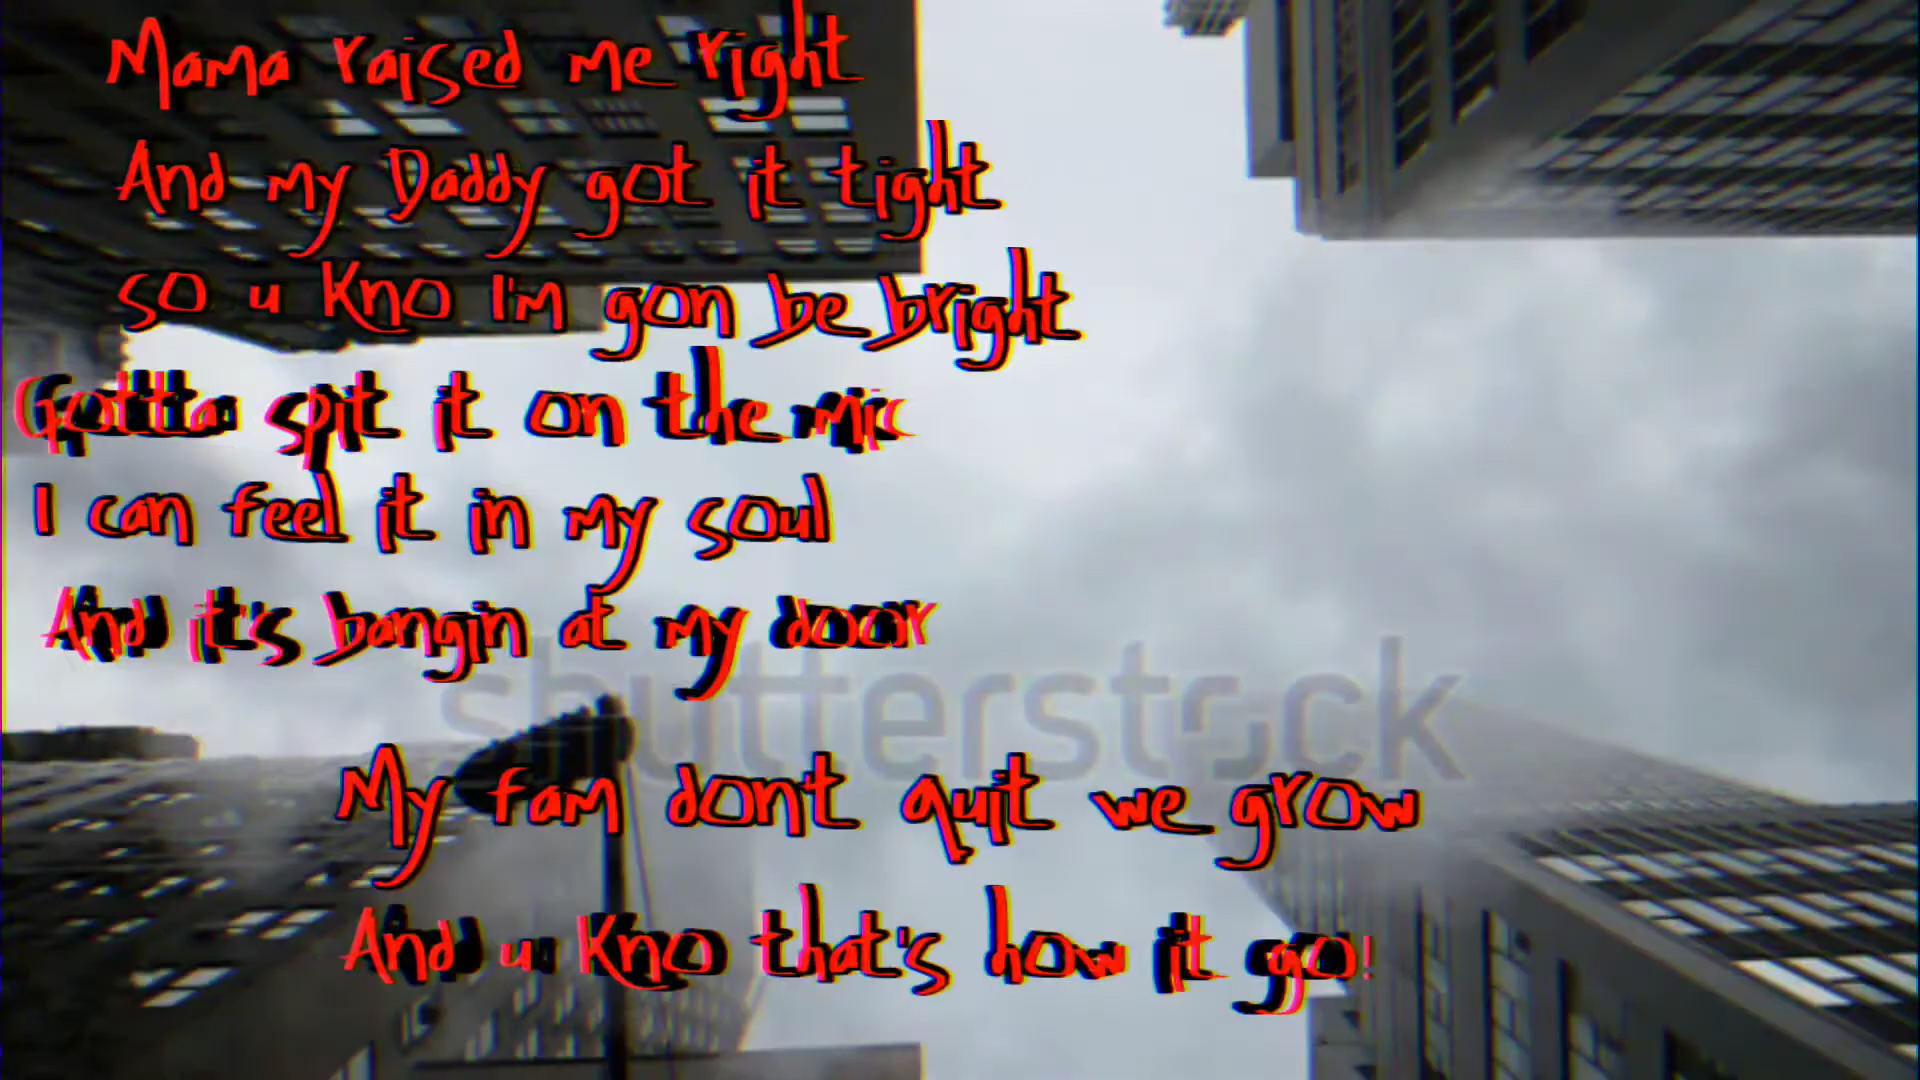 Mama raised me right
And my Daddy got it tight
so u kno I'm gon be bright
Gotta spit it on the mic
I can feel it in my soul
And it's bangin at my door
shutterstock
My fam don't quit we grow
And u kno that's how it go!